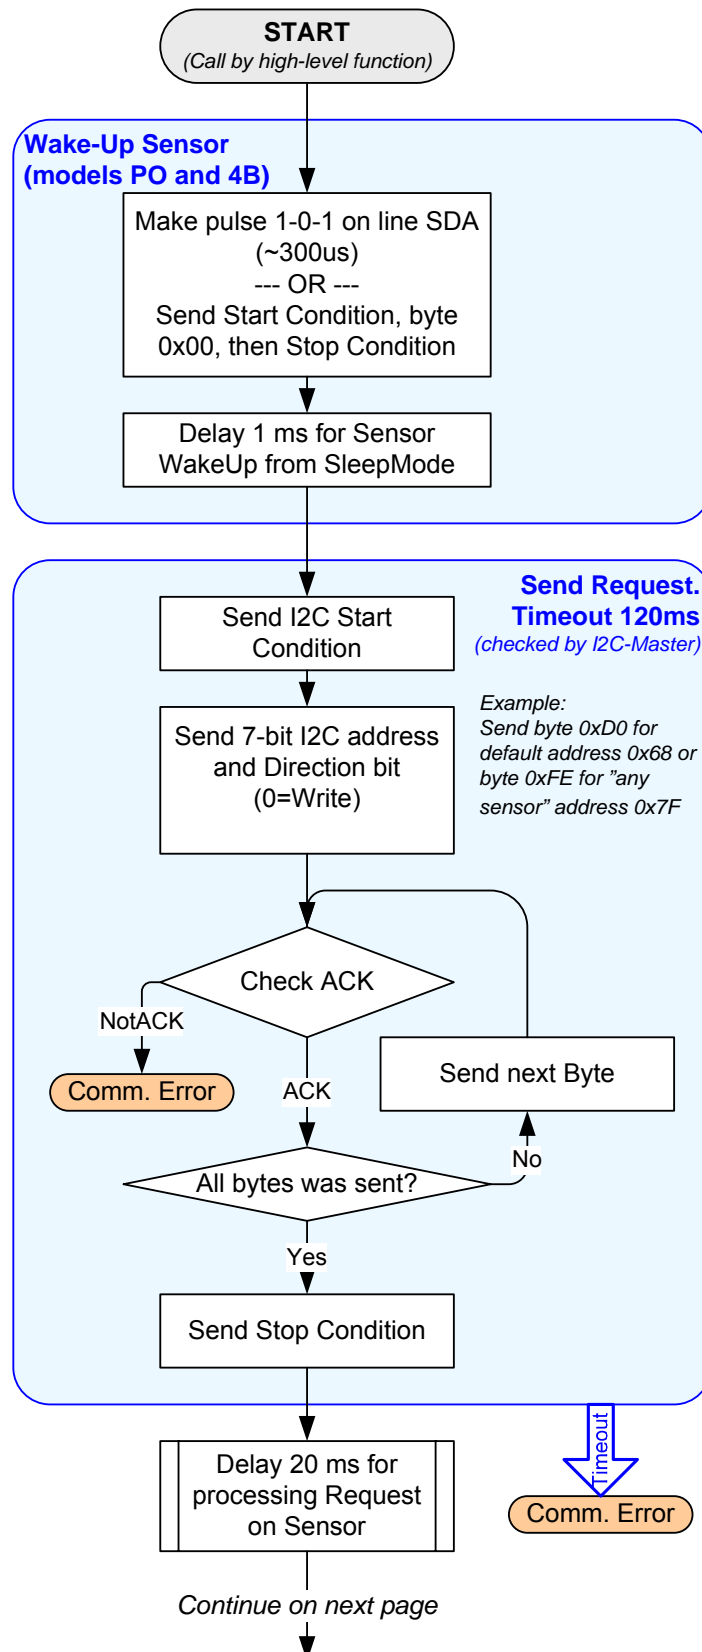 START
(Call by high-level function)
Wake-Up Sensor
(models PO and 4B)
Make pulse 1-0-1 on line SDA
(~300us)
--- OR ---
Send Start Condition, byte
0x00, then Stop Condition
Delay 1 ms for Sensor
WakeUp from SleepMode
Send Request.
Timeout 120ms
(checked by I2C-Master)
Send I2C Start
Condition
Send 7-bit I2C address
and Direction bit
(0=Write)
Example:
Send byte 0xD0 for
default address 0x68 or
byte 0xFE for ”any
sensor” address 0x7F
Check ACK
NotACK
Comm. Error
ACK
Send next Byte
No
All bytes was sent?
Yes
Send Stop Condition
Timeout
Comm. Error
Delay 20 ms for
processing Request
on Sensor
Continue on next page